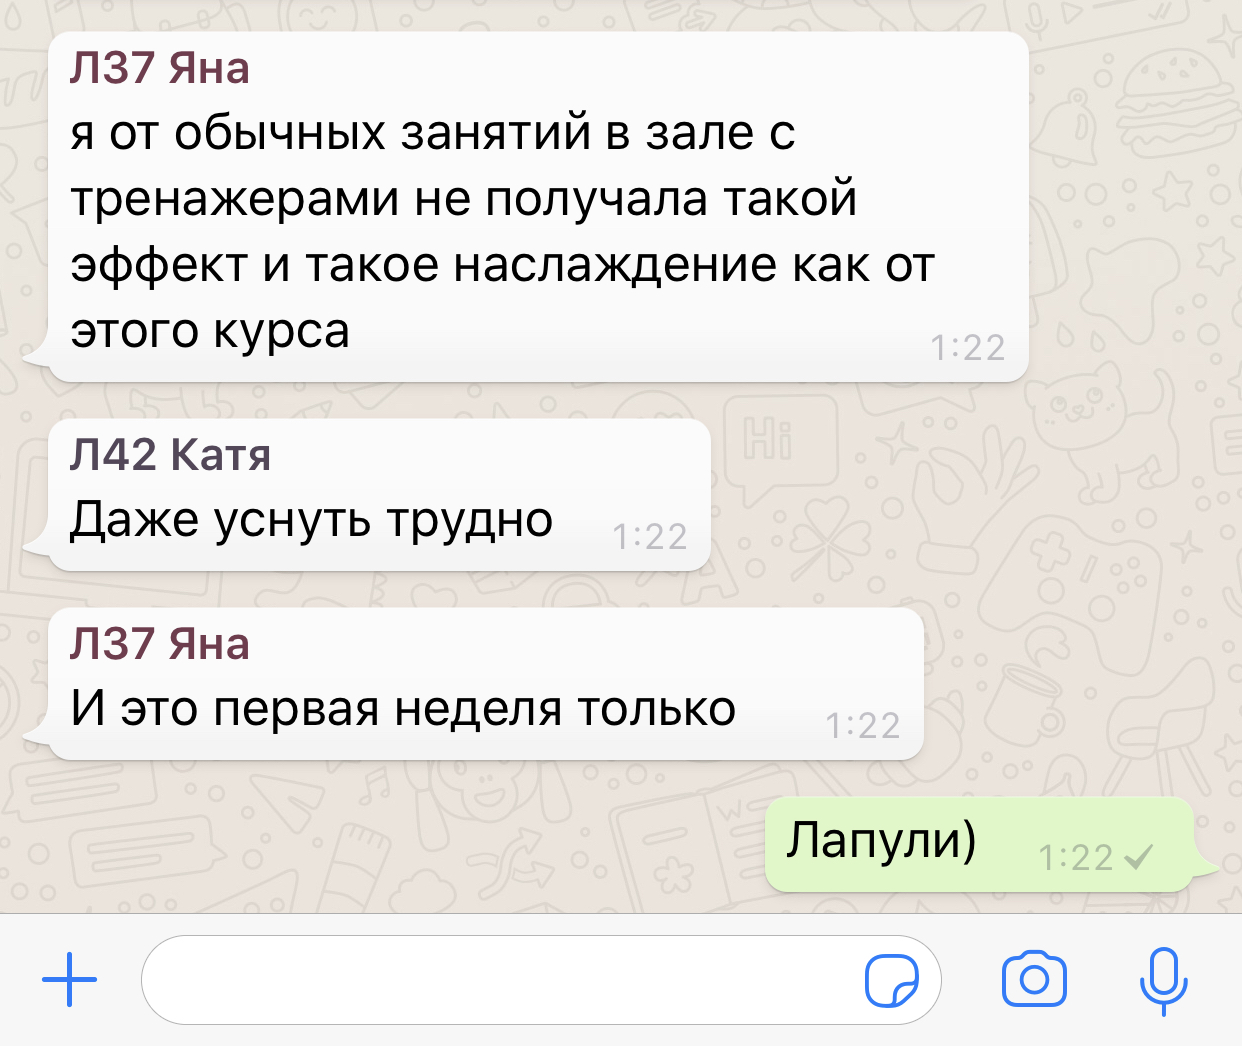 Л37 Яна
я от обычных занятий в зале с
тренажерами не получала такой
эффект и такое наслаждение как от
этого курса
1:22
Л42 Катя
Даже уснуть трудно
1:22
Л37 Яна
И это первая неделя только
1:22
Лапули)
1:22
Hi